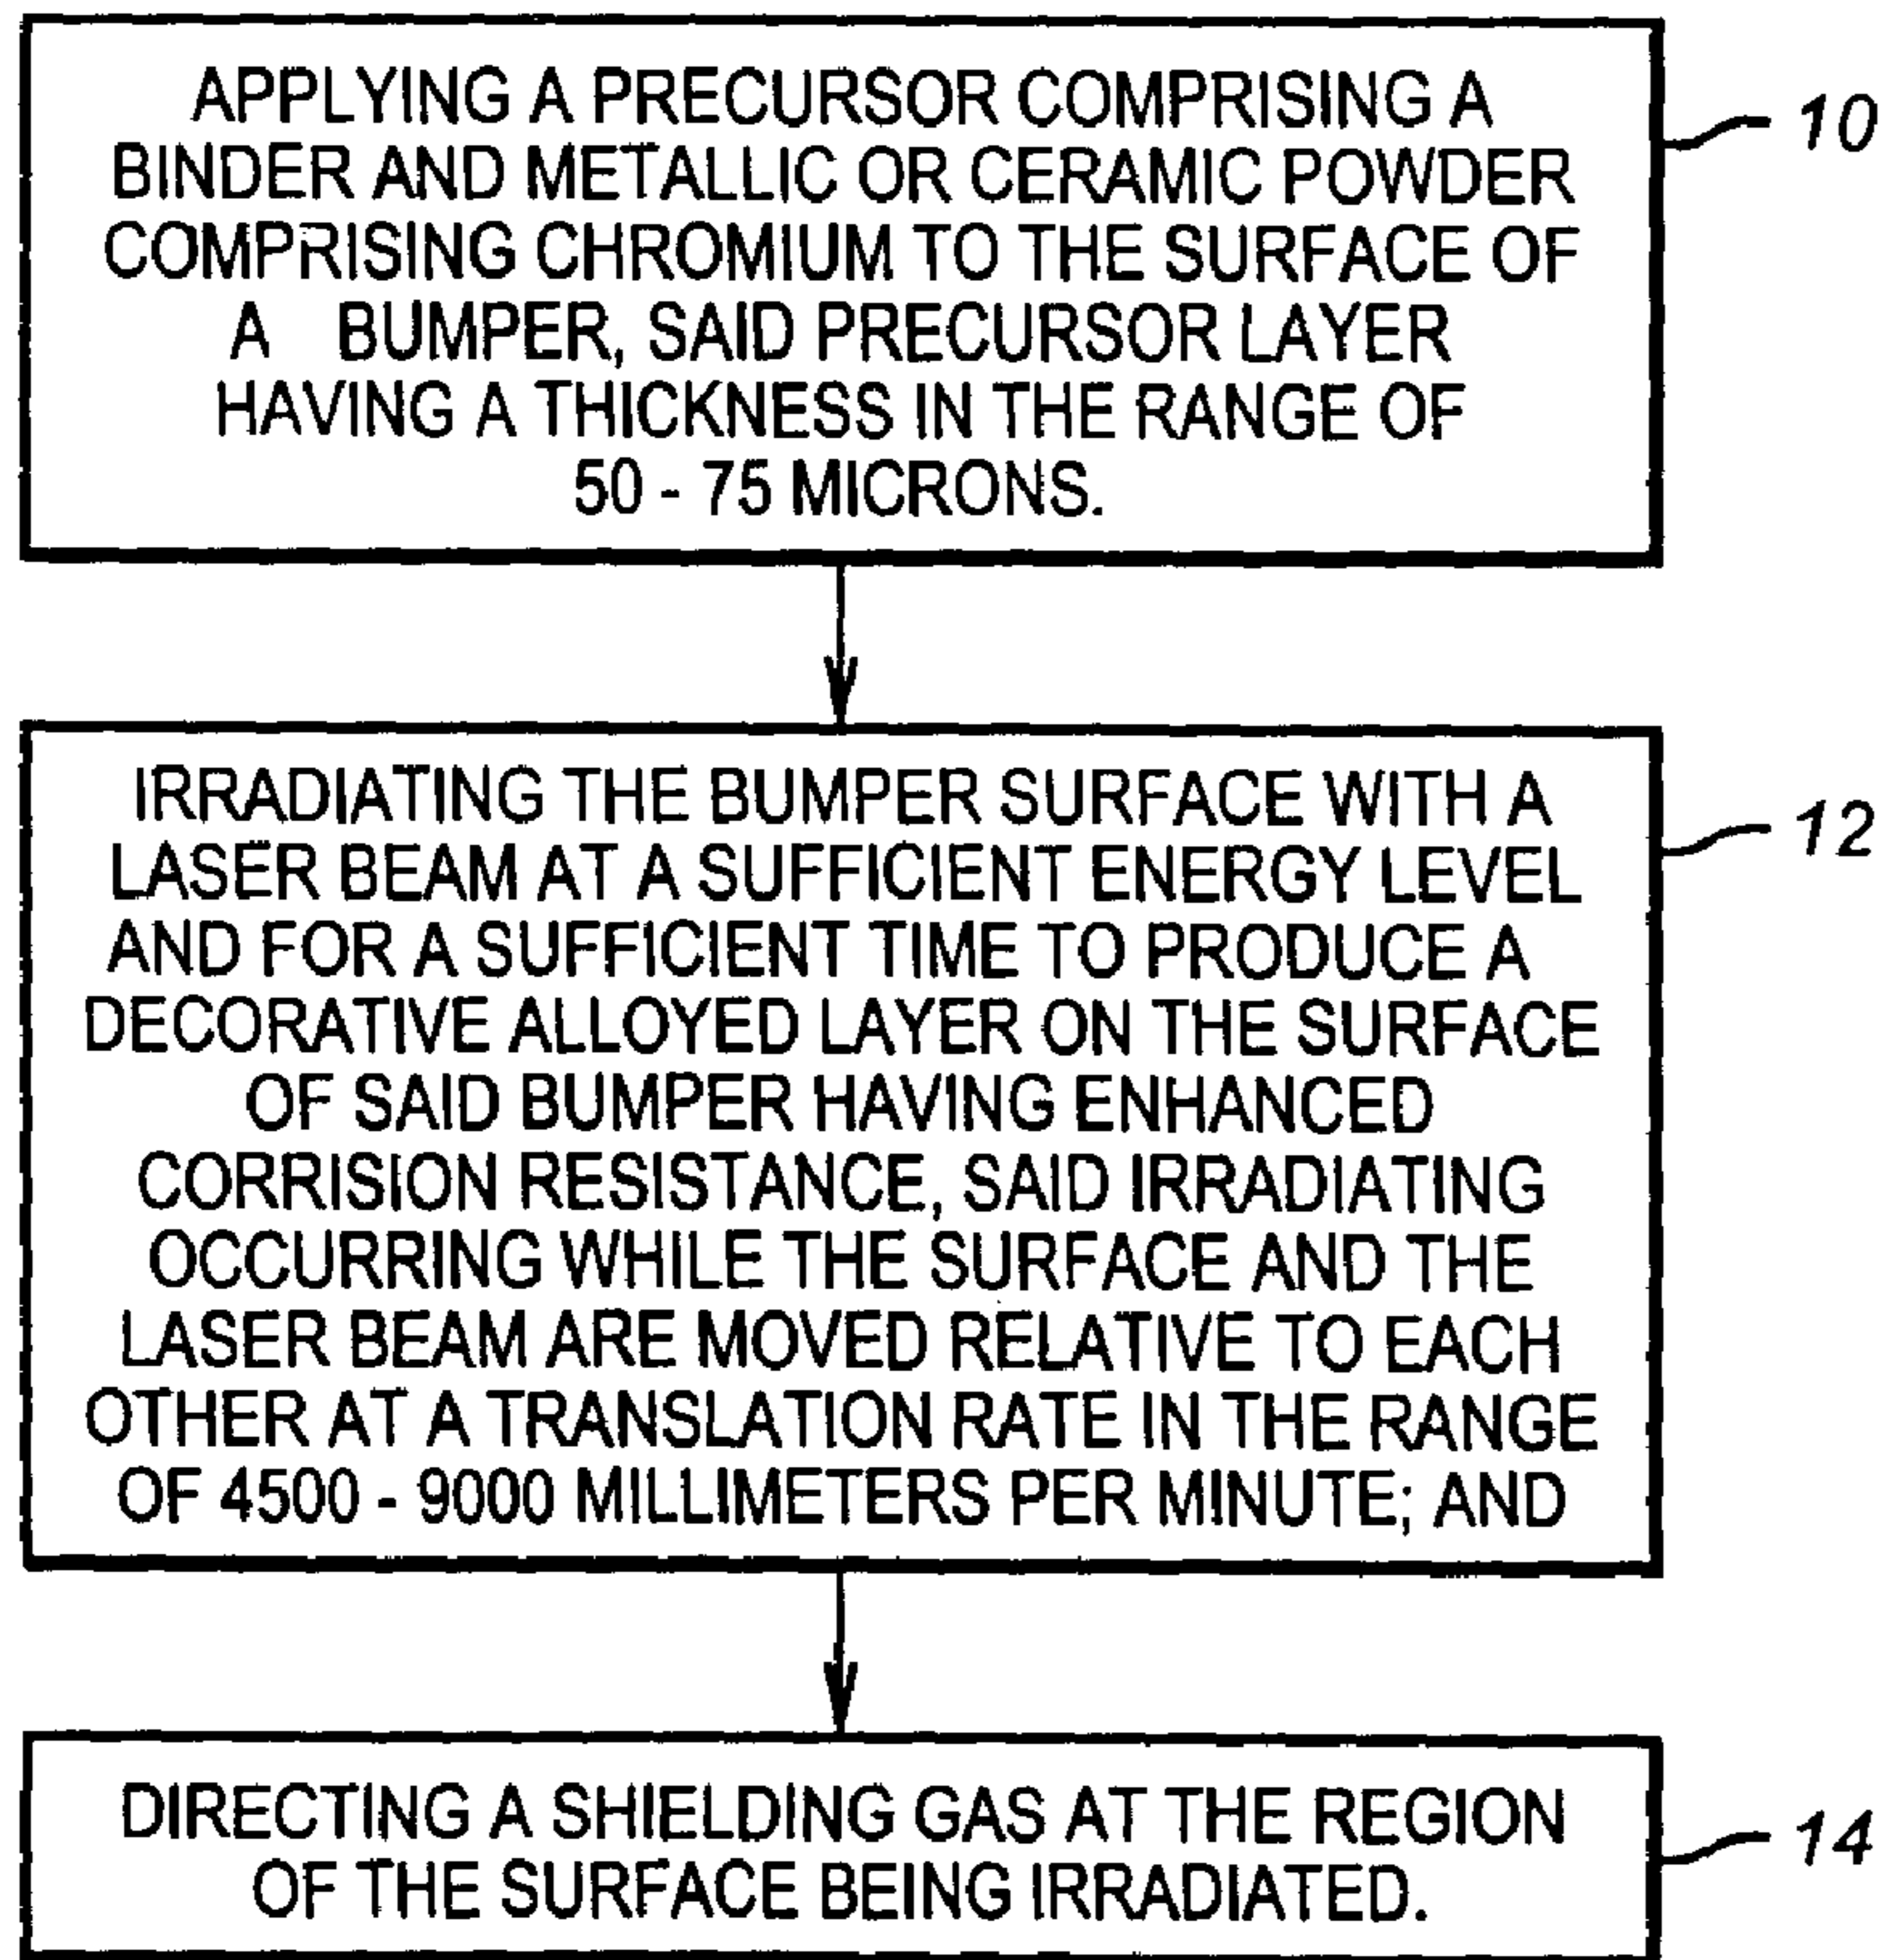 APPLYING A PRECURSOR COMPRISING A
BINDER AND METALLIC OR CERAMIC POWDER
COMPRISING CHROMIUM TO THE SURFACE OF
A BUMPER, SAID PRECURSOR LAYER
HAVING A THICKNESS IN THE RANGE OF
50 - 75 MICRONS.
10
IRRADIATING THE BUMPER SURFACE WITH A
LASER BEAM AT A SUFFICIENT ENERGY LEVEL
AND FOR A SUFFICIENT TIME TO PRODUCE A
DECORATIVE ALLOYED LAYER ON THE SURFACE
OF SAID BUMPER HAVING ENHANCED
CORRISION RESISTANCE, SAID IRRADIATING
OCCURRING WHILE THE SURFACE AND THE
LASER BEAM ARE MOVED RELATIVE TO EACH
OTHER AT A TRANSLATION RATE IN THE RANGE
OF 4500 - 9000 MILLIMETERS PER MINUTE; AND
12
DIRECTING A SHIELDING GAS AT THE REGION
OF THE SURFACE BEING IRRADIATED.
14